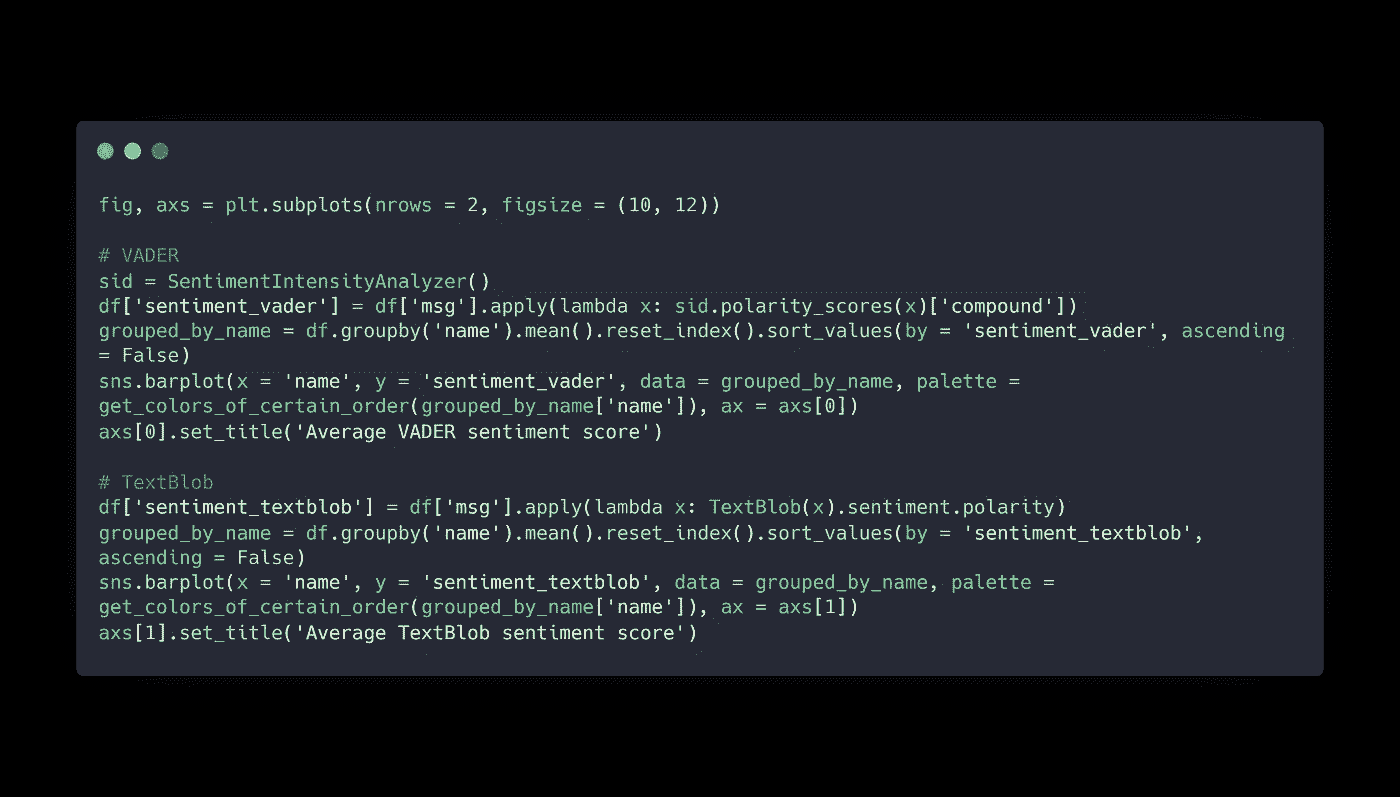 fig, axs = plt.subplots(nrows = 2, figsize = (10, 12))
# VADER
sid = SentimentIntensityAnalyzer()
df['sentiment_vader'] = df['msg'].apply(lambda x: sid.polarity_scores(x)['compound'])
grouped_by_name = df.groupby('name').mean().reset_index().sort_values(by = 'sentiment_vader', ascending
= False)
sns.barplot(x = 'name', y = 'sentiment_vader', data = grouped_by_name, palette =
get_colors_of_certain_order(grouped_by_name['name']), ax = axs[0])
axs[0].set_title('Average VADER sentiment score')
# TextBlob
df['sentiment_textblob'] = df['msg'].apply(lambda x: TextBlob(x).sentiment.polarity)
grouped_by_name = df.groupby('name').mean().reset_index().sort_values(by = 'sentiment_textblob',
ascending = False)
sns.barplot(x = 'name', y = 'sentiment_textblob', data = grouped_by_name, palette =
get_colors_of_certain_order(grouped_by_name['name']), ax = axs[1])
axs[1].set_title('Average TextBlob sentiment score')